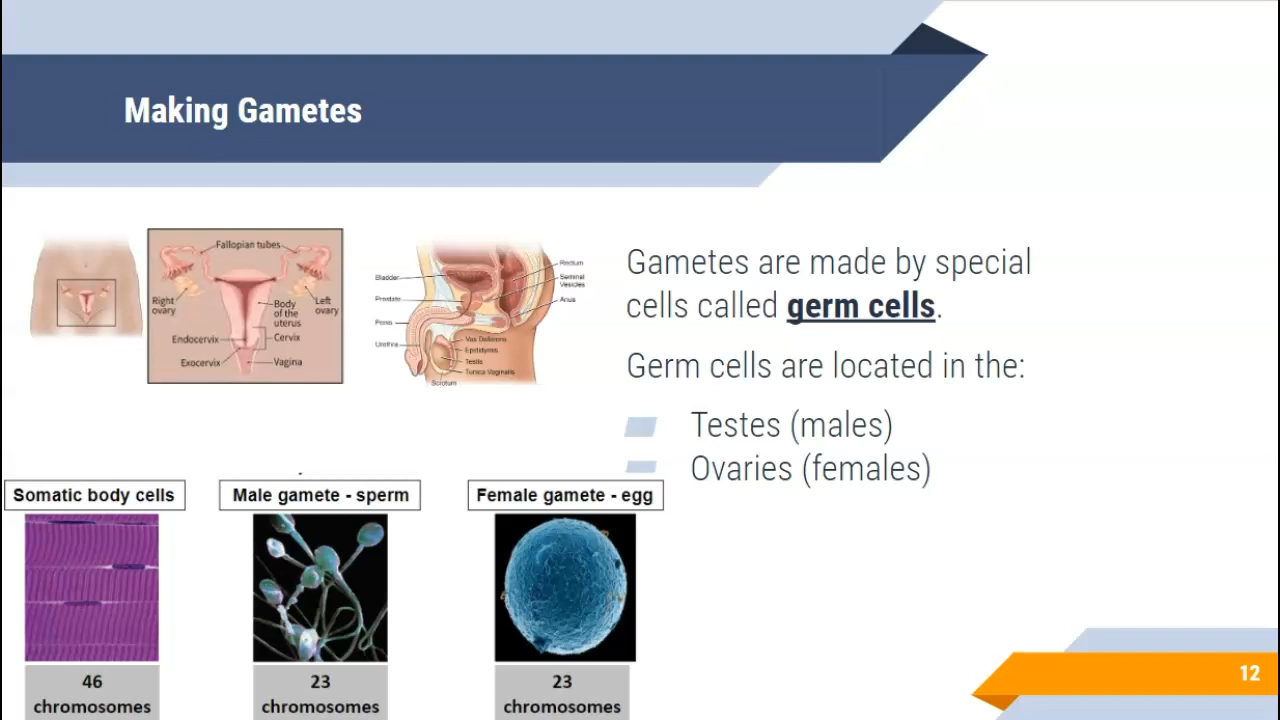 Making Gametes
Fallopian tubes
Right
ovary
Left
ovary
Body
of the
uterus
Endocervix
Cervix
Exocervix
Vagina
Bladder
Prostate
Penis
Urethra
Scrotum
Rectum
Seminal
Vesicles
Anus
Vas Deferens
Epididymis
Testis
Tunica Vaginalis
Gametes are made by special
cells called germ cells.
Germ cells are located in the:
Testes (males)
Ovaries (females)
Somatic body cells
46
chromosomes
Male gamete - sperm
23
chromosomes
Female gamete - egg
23
chromosomes
12